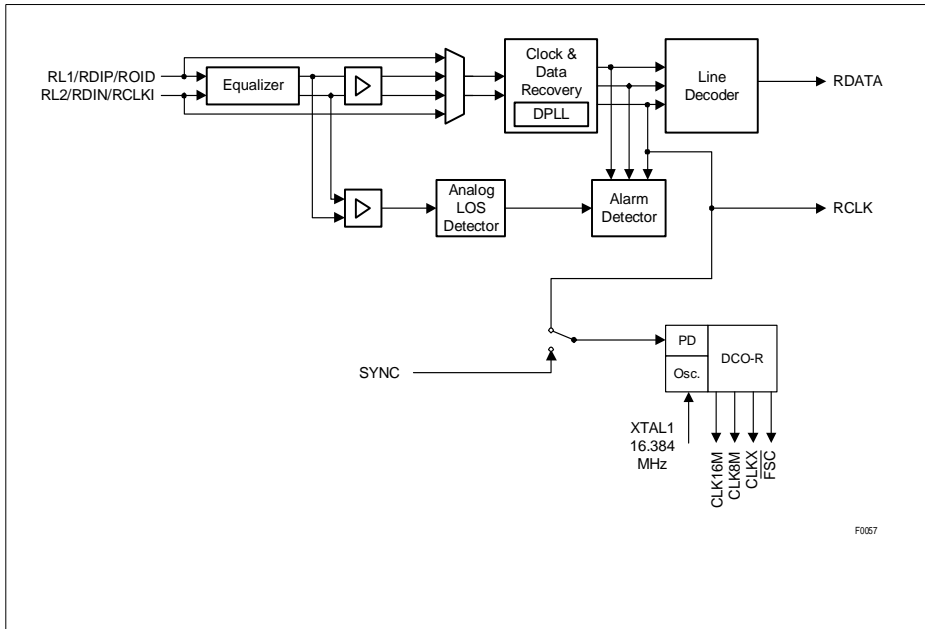 RL1/RDIP/ROID
RL2/RDIN/RCLKI
Equalizer
Clock &
Data
Recovery
DPLL
Line
Decoder
RDATA
Analog
LOS
Detector
Alarm
Detector
RCLK
SYNC
PD
Osc.
DCO-R
XTAL1
16.384
MHz
CLK16M
CLK8M
CLKX
FSC
F0057